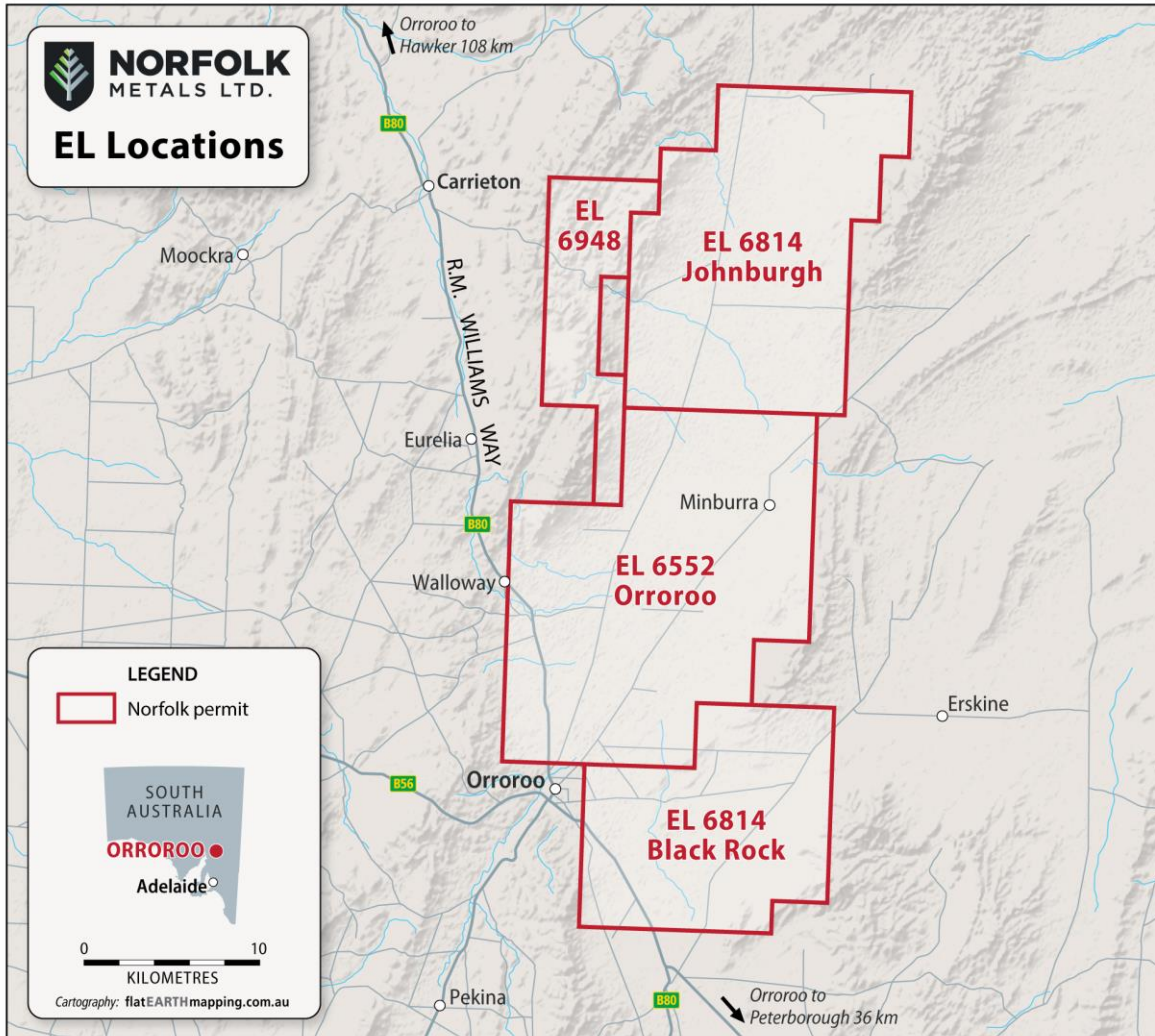 NORFOLK
METALS LTD.
EL Locations
Orroroo to
Hawker 108 km
B80
Carrieton
Moockra
R.M. WILLIAMS WAY
EL
6948
EL 6814
Johnburgh
Eurelia
Minburra
B80
Walloway
EL 6552
Orroroo
Erskine
B56
Orroroo
EL 6814
Black Rock
LEGEND
Norfolk permit
SOUTH
AUSTRALIA
ORROROO
Adelaide
0 10
KILOMETRES
Cartography: flatEARTHmapping.com.au
Pekina
B80
Orroroo to
Peterborough 36 km